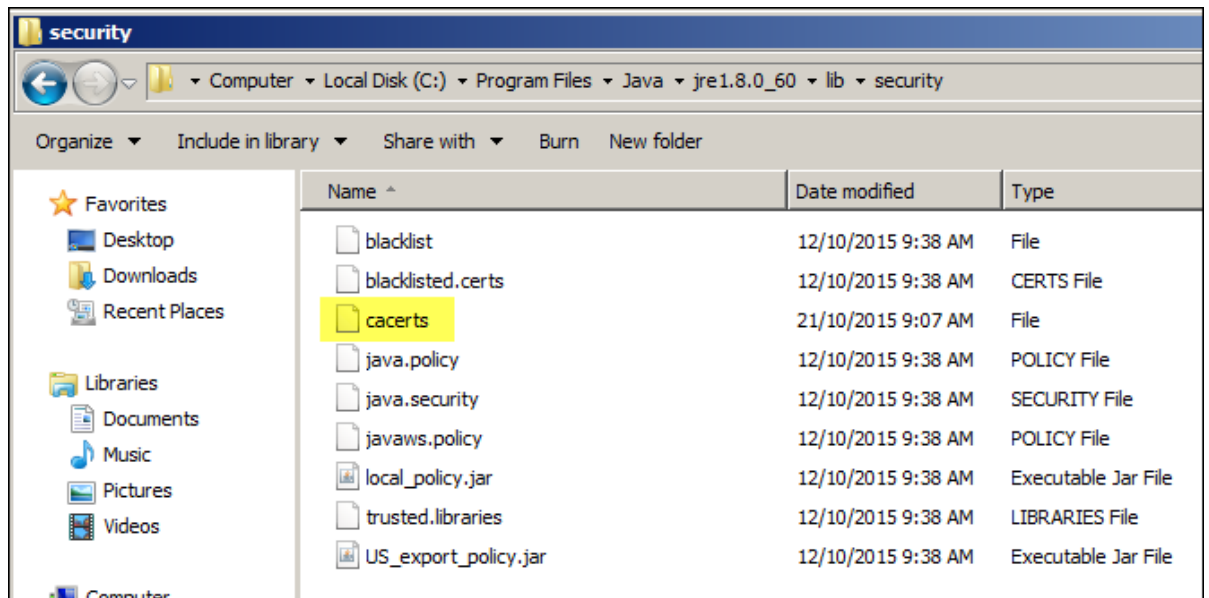 security
Computer Local Disk (C:) Program Files Java jre1.8.0_60 lib security
Organize Include in library Share with Burn New folder
Favorites
Desktop
Downloads
Recent Places
Libraries
Documents
Music
Pictures
Videos
Computer
Name Date modified Type
blacklist 12/10/2015 9:38 AM File
blacklisted.certs 12/10/2015 9:38 AM CERTS File
cacerts 21/10/2015 9:07 AM File
java.policy 12/10/2015 9:38 AM POLICY File
java.security 12/10/2015 9:38 AM SECURITY File
javaws.policy 12/10/2015 9:38 AM POLICY File
local_policy.jar 12/10/2015 9:38 AM Executable Jar File
trusted.libraries 12/10/2015 9:38 AM LIBRARIES File
US_export_policy.jar 12/10/2015 9:38 AM Executable Jar File